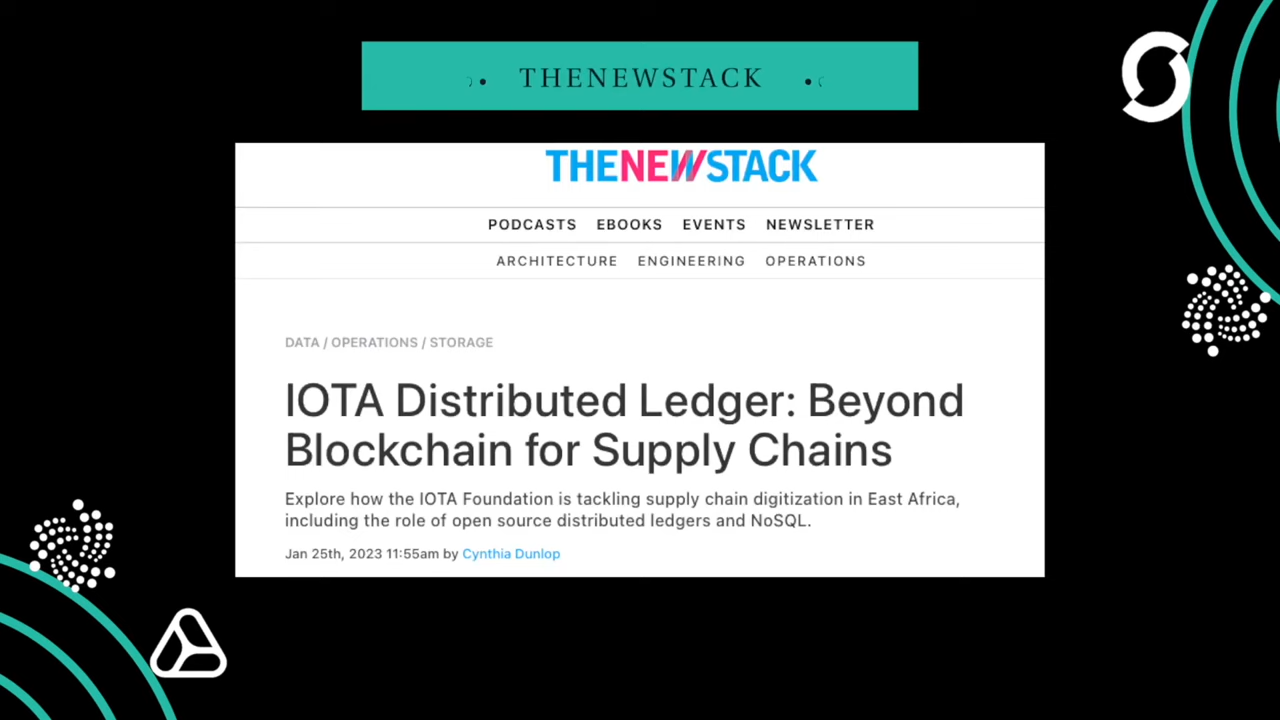 THENEWSTACK
THENEWSTACK
PODCASTS EBOOKS EVENTS NEWSLETTER
ARCHITECTURE ENGINEERING OPERATIONS
DATA / OPERATIONS / STORAGE
IOTA Distributed Ledger: Beyond
Blockchain for Supply Chains
Explore how the IOTA Foundation is tackling supply chain digitization in East Africa,
including the role of open source distributed ledgers and NoSQL.
Jan 25th, 2023 11:55am by Cynthia Dunlop